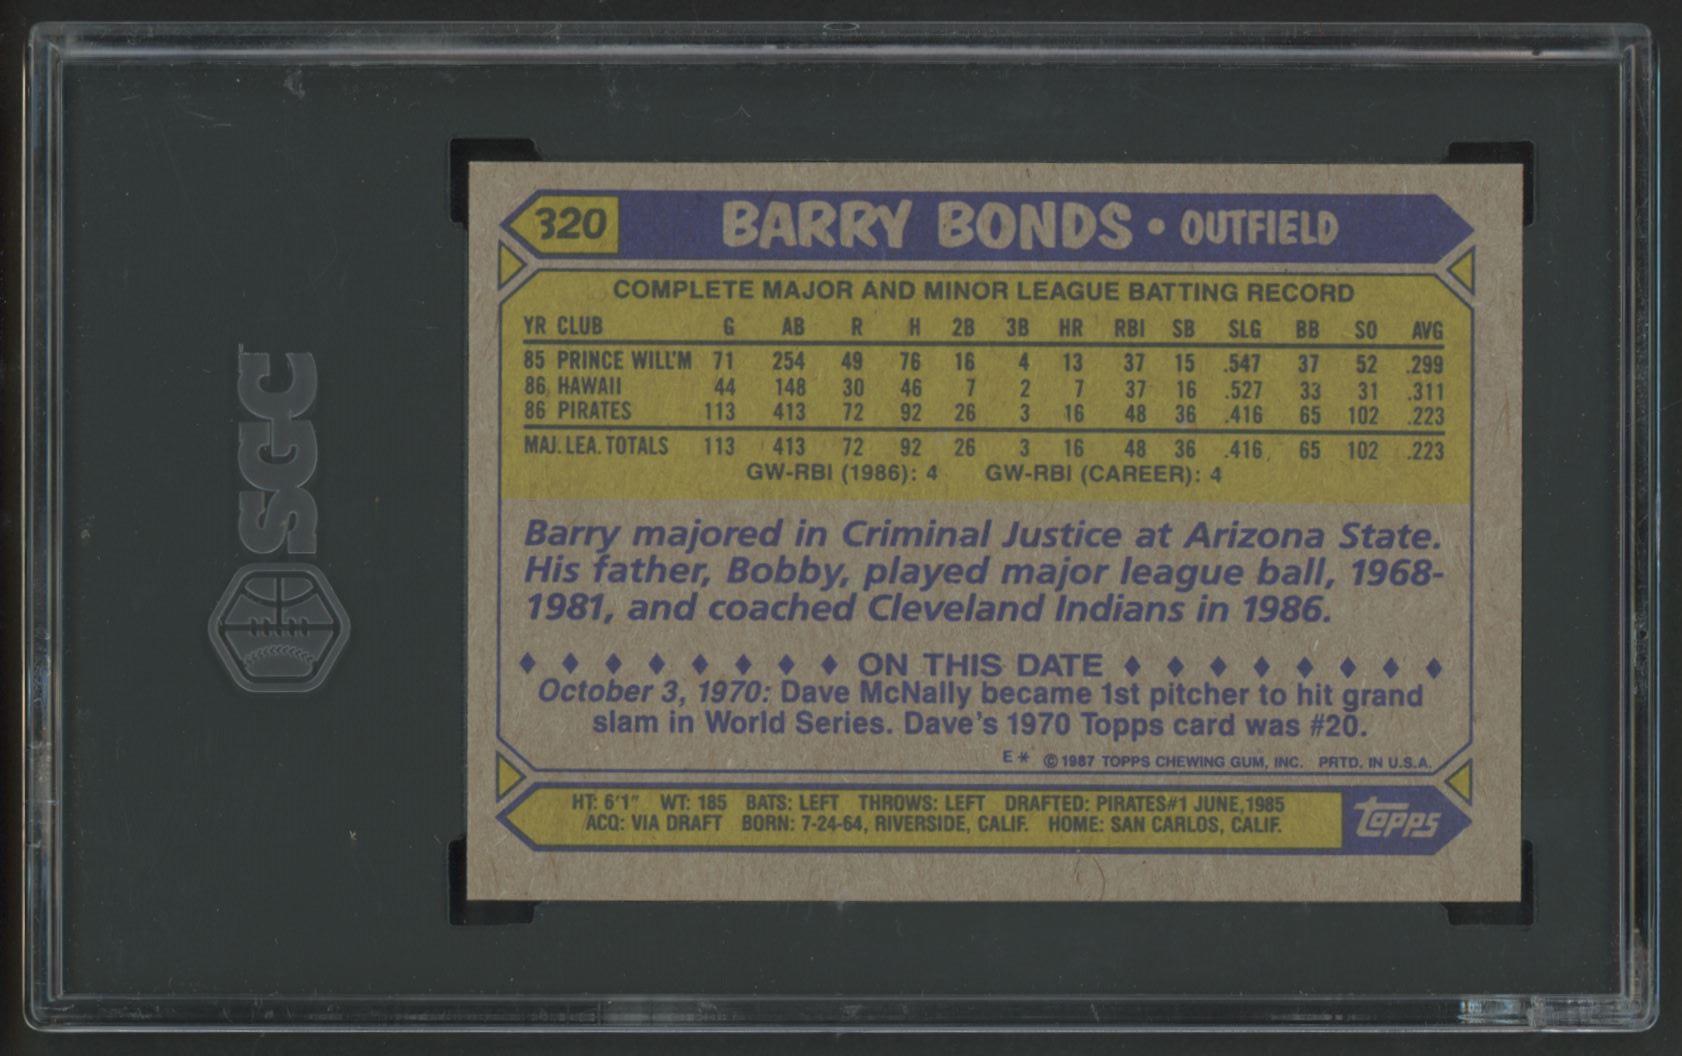 SGC
320 BARRY BONDS • OUTFIELD
COMPLETE MAJOR AND MINOR LEAGUE BATTING RECORD
YR CLUB G AB R H 2B 3B HR RBI SB SLG BB SO AVG
85 PRINCE WILL'M 71 254 49 76 16 4 13 37 15 .547 37 52 .299
86 HAWAII 44 148 30 46 7 2 7 37 16 .527 33 31 .311
86 PIRATES 113 413 72 92 26 3 16 48 36 .416 65 102 .223
MAJ. LEA. TOTALS 113 413 72 92 26 3 16 48 36 .416 65 102 .223
GW-RBI (1986): 4 GW-RBI (CAREER): 4
Barry majored in Criminal Justice at Arizona State.
His father, Bobby, played major league ball, 1968-
1981, and coached Cleveland Indians in 1986.
♦ ♦ ♦ ♦ ♦ ♦ ♦ ♦ ON THIS DATE ♦ ♦ ♦ ♦ ♦ ♦ ♦ ♦
October 3, 1970: Dave McNally became 1st pitcher to hit grand
slam in World Series. Dave's 1970 Topps card was #20.
E* © 1987 TOPPS CHEWING GUM, INC. PRTD. IN U.S.A.
HT: 6'1" WT: 185 BATS: LEFT THROWS: LEFT DRAFTED: PIRATES#1 JUNE,1985
ACQ: VIA DRAFT BORN: 7-24-64, RIVERSIDE, CALIF. HOME: SAN CARLOS, CALIF.
topps